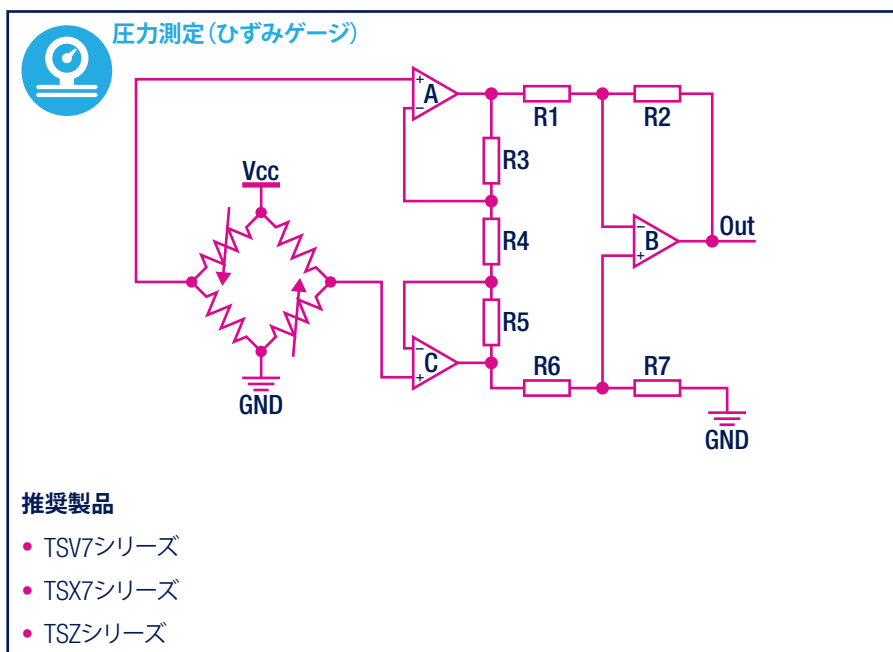 圧力測定（ひずみゲージ）
+
A
−
R1
R2
R3
Vcc
R4
−
B
+
Out
R5
−
C
+
R6
R7
GND
GND
推奨製品
• TSV7シリーズ
• TSX7シリーズ
• TSZシリーズ